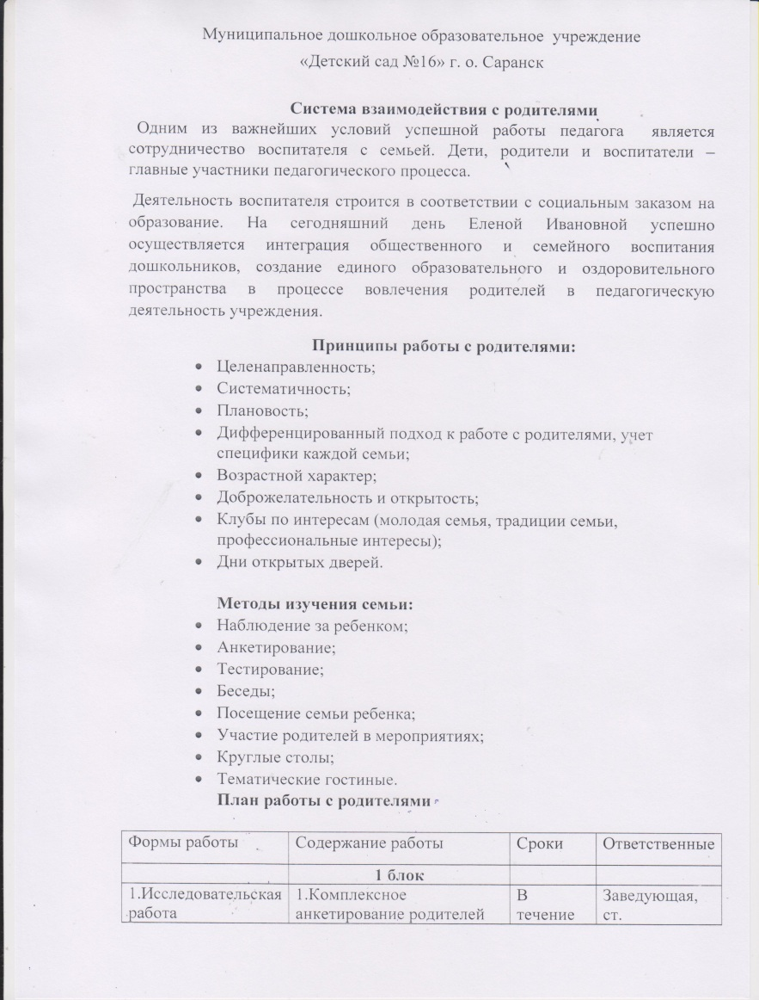 Муниципальное дошкольное образовательное учреждение
«Детский сад №16» г. о. Саранск
Система взаимодействия с родителями
Одним из важнейших условий успешной работы педагога является
сотрудничество воспитателя с семьей. Дети, родители и воспитатели –
главные участники педагогического процесса.
Деятельность воспитателя строится в соответствии с социальным заказом на
образование. На сегодняшний день Еленой Ивановной успешно
осуществляется интеграция общественного и семейного воспитания
дошкольников, создание единого образовательного и оздоровительного
пространства в процессе вовлечения родителей в педагогическую
деятельность учреждения.
Принципы работы с родителями:
• Целенаправленность;
• Систематичность;
• Плановость;
• Дифференцированный подход к работе с родителями, учет
специфики каждой семьи;
• Возрастной характер;
• Доброжелательность и открытость;
• Клубы по интересам (молодая семья, традиции семьи,
профессиональные интересы);
• Дни открытых дверей.
Методы изучения семьи:
• Наблюдение за ребенком;
• Анкетирование;
• Тестирование;
• Беседы;
• Посещение семьи ребенка;
• Участие родителей в мероприятиях;
• Круглые столы;
• Тематические гостиные.
План работы с родителями
Формы работы Содержание работы Сроки Ответственные
1 блок
1.Исследовательская 1.Комплексное В Заведующая,
работа анкетирование родителей течение ст.